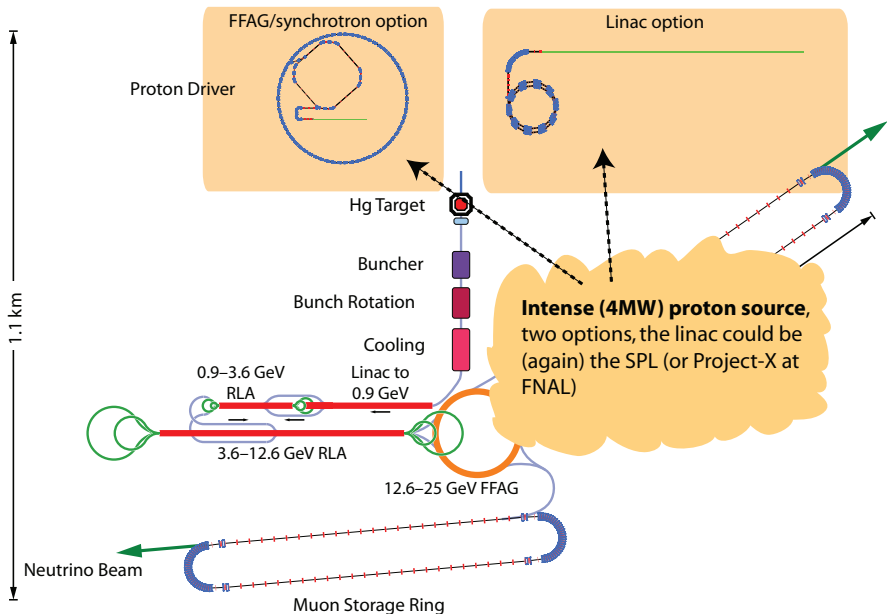 FFAG/synchrotron option
Linac option
Proton Driver
Hg Target
Buncher
Bunch Rotation
Cooling
1.1 km
Intense (4MW) proton source,
two options, the linac could be
(again) the SPL (or Project-X at
FNAL)
0.9–3.6 GeV
RLA
Linac to
0.9 GeV
3.6–12.6 GeV RLA
12.6–25 GeV FFAG
Neutrino Beam
Muon Storage Ring